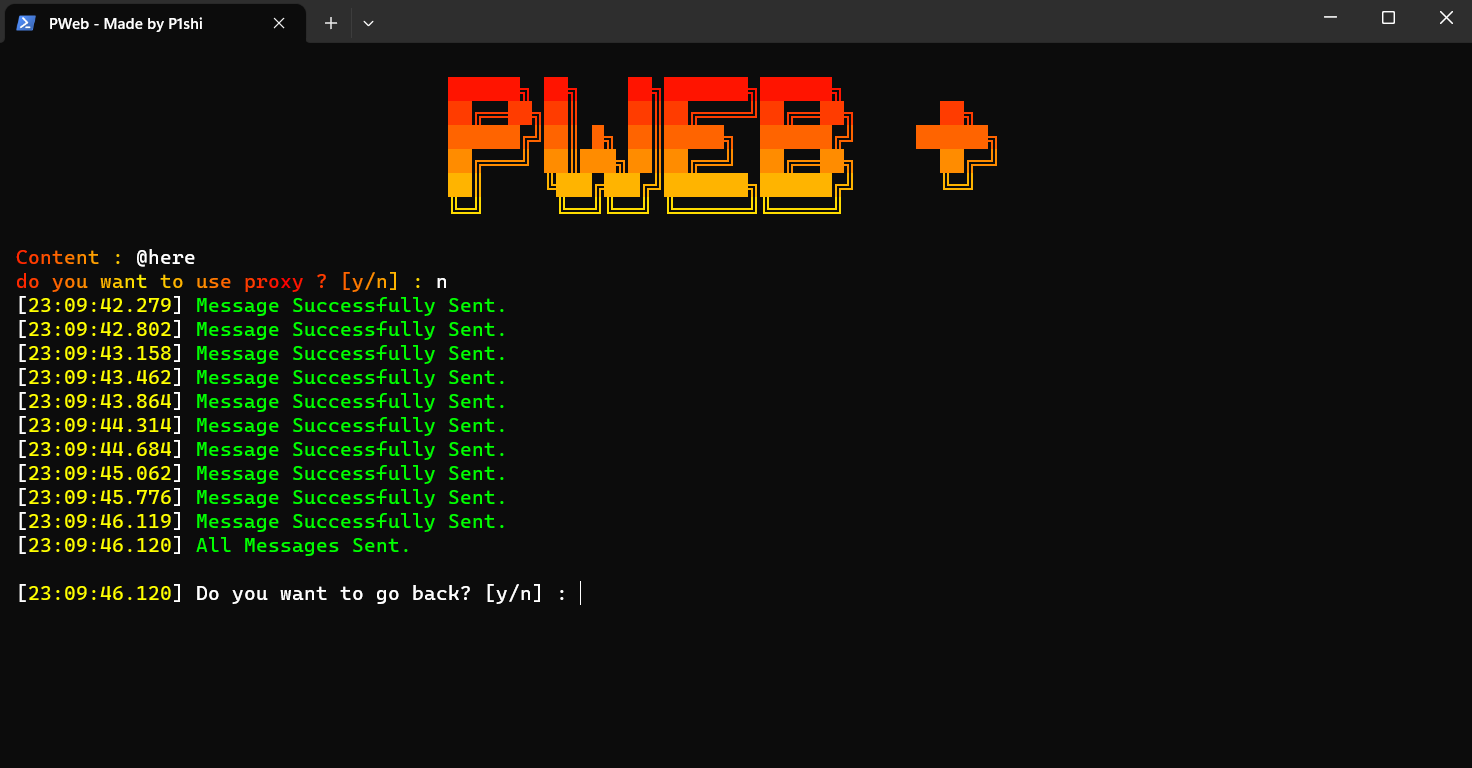 PWeb - Made by P1shi
PWEB +
Content : @here
do you want to use proxy ? [y/n] : n
[23:09:42.279] Message Successfully Sent.
[23:09:42.802] Message Successfully Sent.
[23:09:43.158] Message Successfully Sent.
[23:09:43.462] Message Successfully Sent.
[23:09:43.864] Message Successfully Sent.
[23:09:44.314] Message Successfully Sent.
[23:09:44.684] Message Successfully Sent.
[23:09:45.062] Message Successfully Sent.
[23:09:45.776] Message Successfully Sent.
[23:09:46.119] Message Successfully Sent.
[23:09:46.120] All Messages Sent.
[23:09:46.120] Do you want to go back? [y/n] :